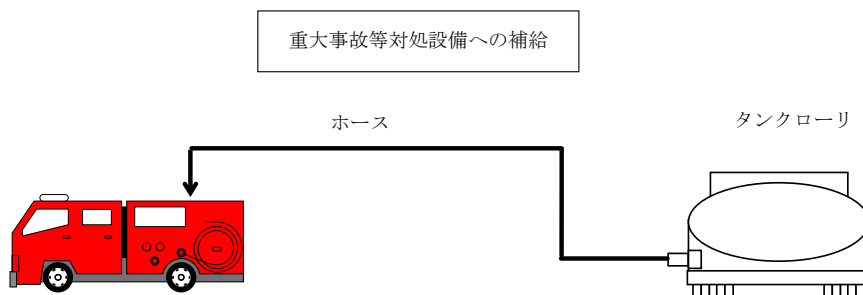 重大事故等対処設備への補給
ホース
タンクローリ